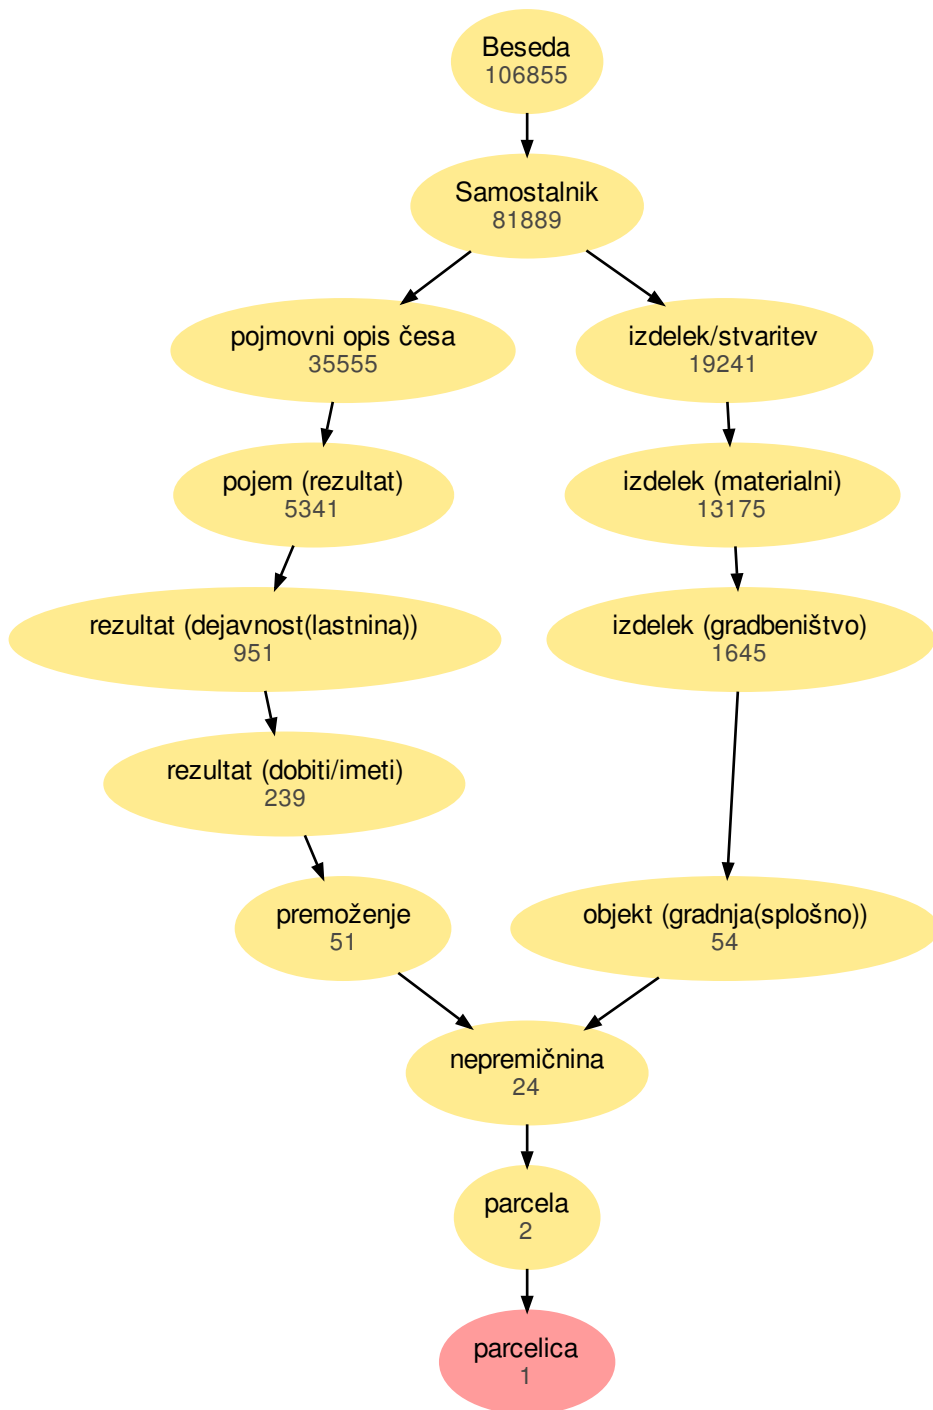 Beseda
106855
Samostalnik
81889
pojmovni opis česa
35555
izdelek/stvaritev
19241
pojem (rezultat)
5341
izdelek (materialni)
13175
rezultat (dejavnost(lastnina))
951
izdelek (gradbeništvo)
1645
rezultat (dobiti/imeti)
239
premoženje
51
objekt (gradnja(splošno))
54
nepremičnina
24
parcela
2
parcelica
1